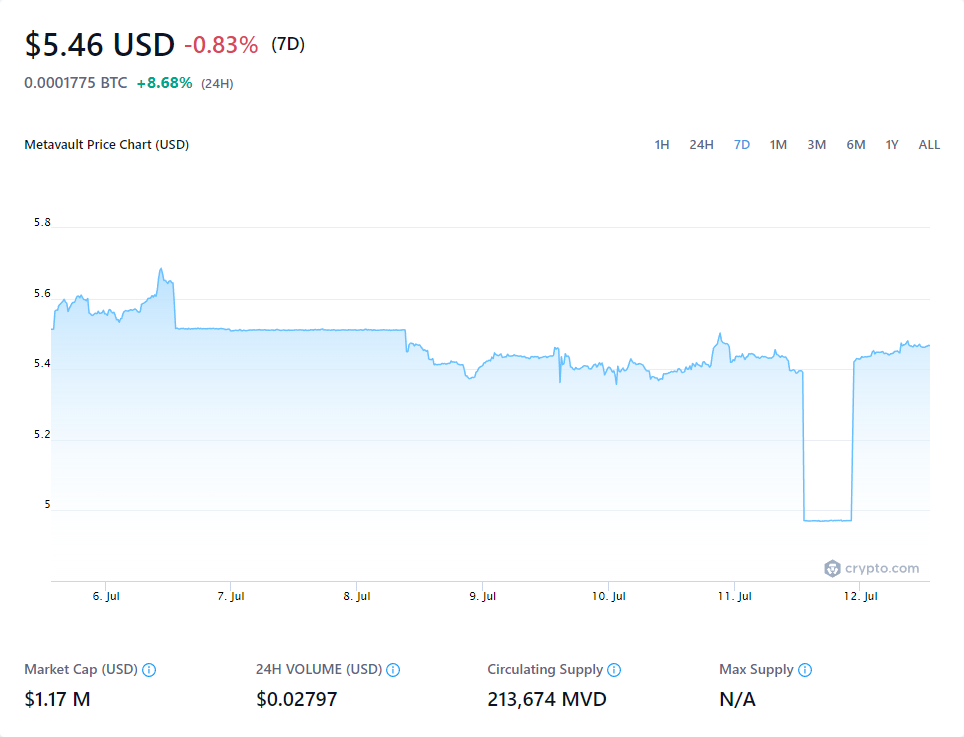 $5.46 USD -0.83% (7D)
0.0001775 BTC +8.68% (24H)
Metavault Price Chart (USD) 1H 24H 7D 1M 3M 6M 1Y ALL
5.8
5.6
5.4
5.2
5
crypto.com
6. Jul 7. Jul 8. Jul 9. Jul 10. Jul 11. Jul 12. Jul
Market Cap (USD) 24H VOLUME (USD) Circulating Supply Max Supply
$1.17 M $0.02797 213,674 MVD N/A